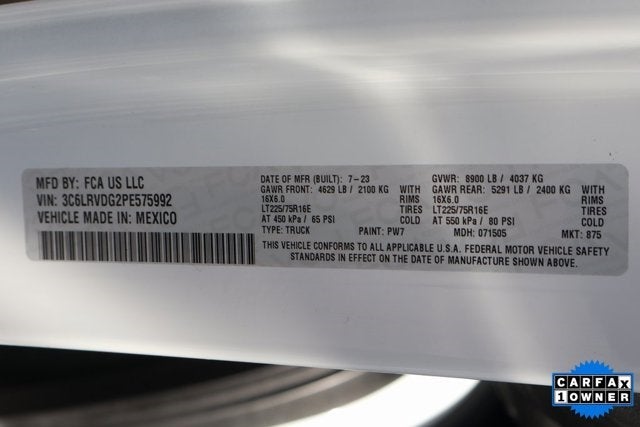 MFD BY: FCA US LLC
VIN: 3C6LRVDG2PE575992
VEHICLE MADE IN: MEXICO
DATE OF MFR (BUILT): 7-23 GVWR: 8900 LB / 4037 KG
GAWR FRONT: 4629 LB / 2100 KG WITH GAWR REAR: 5291 LB / 2400 KG WITH
16X6.0 RIMS 16X6.0 RIMS
LT225/75R16E TIRES LT225/75R16E TIRES
AT 450 kPa / 65 PSI COLD AT 550 kPa / 80 PSI COLD
TYPE: TRUCK PAINT: PW7 MDH: 071505 MKT: 875
THIS VEHICLE CONFORMS TO ALL APPLICABLE U.S.A. FEDERAL MOTOR VEHICLE SAFETY
STANDARDS IN EFFECT ON THE DATE OF MANUFACTURE SHOWN ABOVE.
CARFAX
1 OWNER